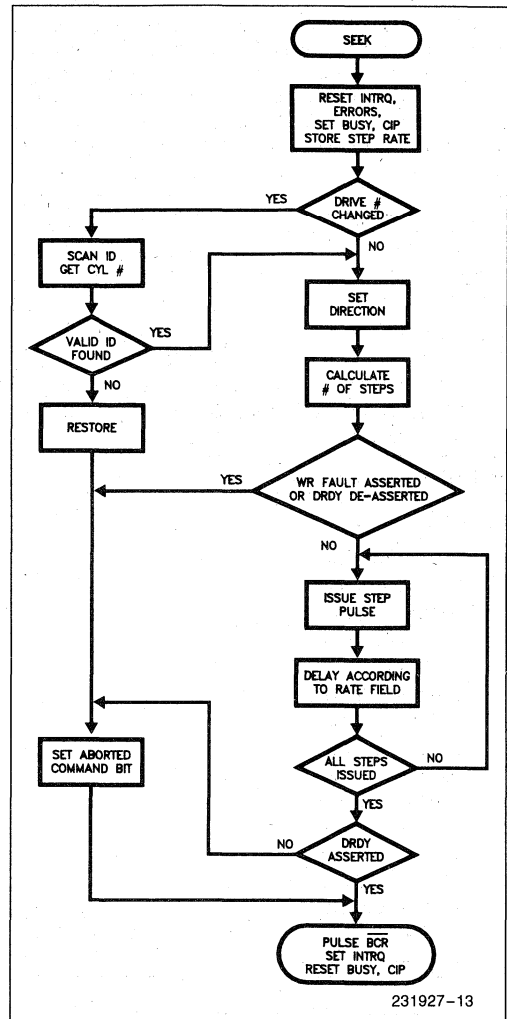 SEEK
RESET INTRQ,
ERRORS,
SET BUSY, CIP
STORE STEP RATE
YES
DRIVE #
CHANGED
NO
SCAN ID
GET CYL #
SET
DIRECTION
VALID ID
FOUND
YES
CALCULATE
# OF STEPS
NO
RESTORE
YES
WR FAULT ASSERTED
OR DRDY DE-ASSERTED
NO
ISSUE STEP
PULSE
DELAY ACCORDING
TO RATE FIELD
SET ABORTED
COMMAND BIT
ALL STEPS
ISSUED
NO
YES
NO
DRDY
ASSERTED
YES
PULSE BCR
SET INTRQ
RESET BUSY, CIP
231927-13